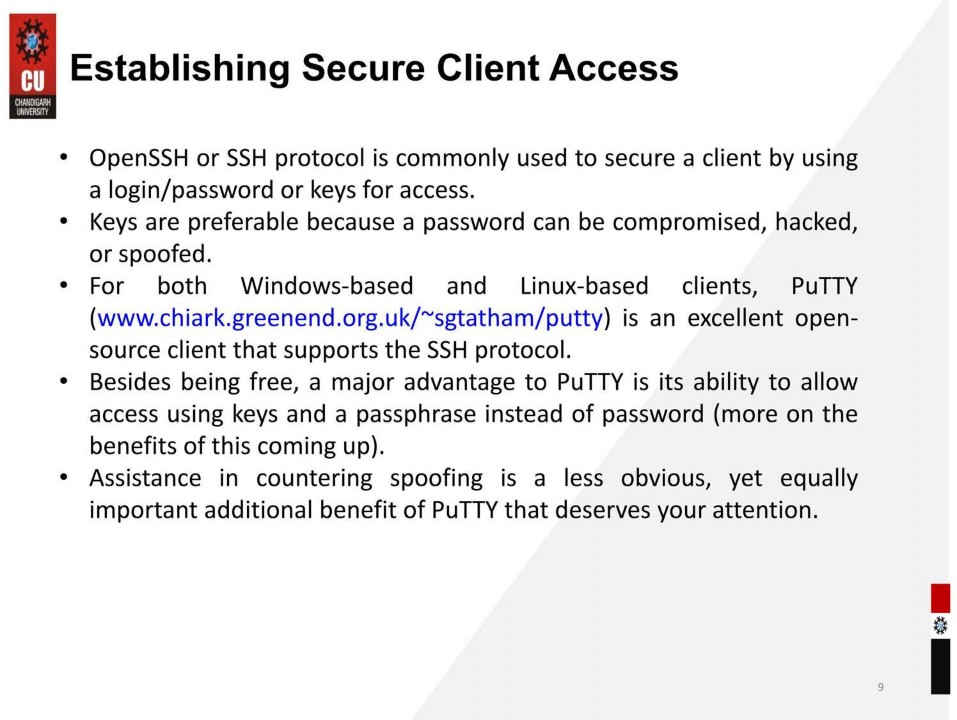 CU
CHANDIGARH
UNIVERSITY
Establishing Secure Client Access
• OpenSSH or SSH protocol is commonly used to secure a client by using
a login/password or keys for access.
• Keys are preferable because a password can be compromised, hacked,
or spoofed.
• For both Windows-based and Linux-based clients, PuTTY
(www.chiark.greenend.org.uk/~sgtatham/putty) is an excellent open-
source client that supports the SSH protocol.
• Besides being free, a major advantage to PuTTY is its ability to allow
access using keys and a passphrase instead of password (more on the
benefits of this coming up).
• Assistance in countering spoofing is a less obvious, yet equally
important additional benefit of PuTTY that deserves your attention.
9